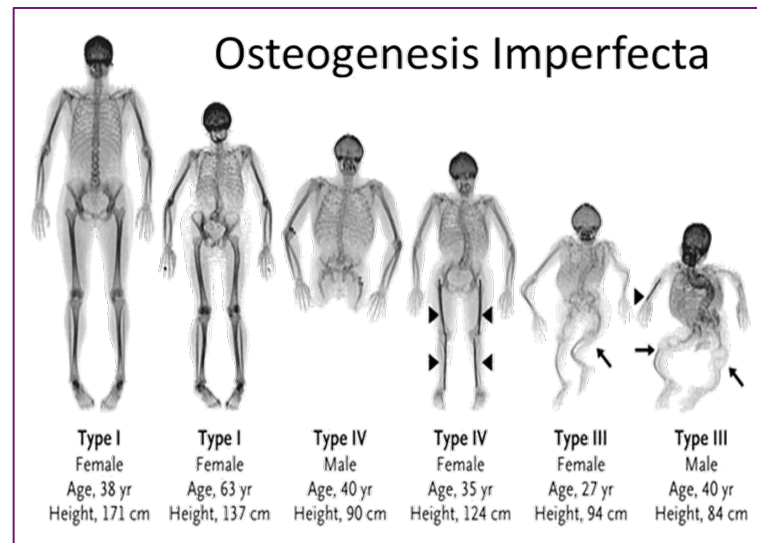 Osteogenesis Imperfecta
Type I
Female
Age, 38 yr
Height, 171 cm
Type I
Female
Age, 63 yr
Height, 137 cm
Type IV
Male
Age, 40 yr
Height, 90 cm
Type IV
Female
Age, 35 yr
Height, 124 cm
Type III
Female
Age, 27 yr
Height, 94 cm
Type III
Male
Age, 40 yr
Height, 84 cm